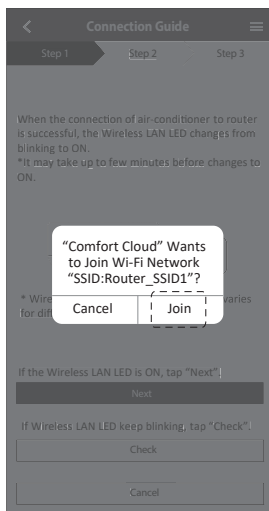 Connection Guide
Step 1
Step 2
Step 3
When the connection of air-conditioner to router
is successful, the Wireless LAN LED changes from
blinking to ON.
*It may take up to few minutes before changes to
ON.
“Comfort Cloud” Wants
to Join Wi-Fi Network
“SSID:Router_SSID1”?
Cancel
Join
* Wire
varies
for dif
If the Wireless LAN LED is ON, tap “Next”.
Next
If Wireless LAN LED keep blinking, tap “Check”.
Check
Cancel